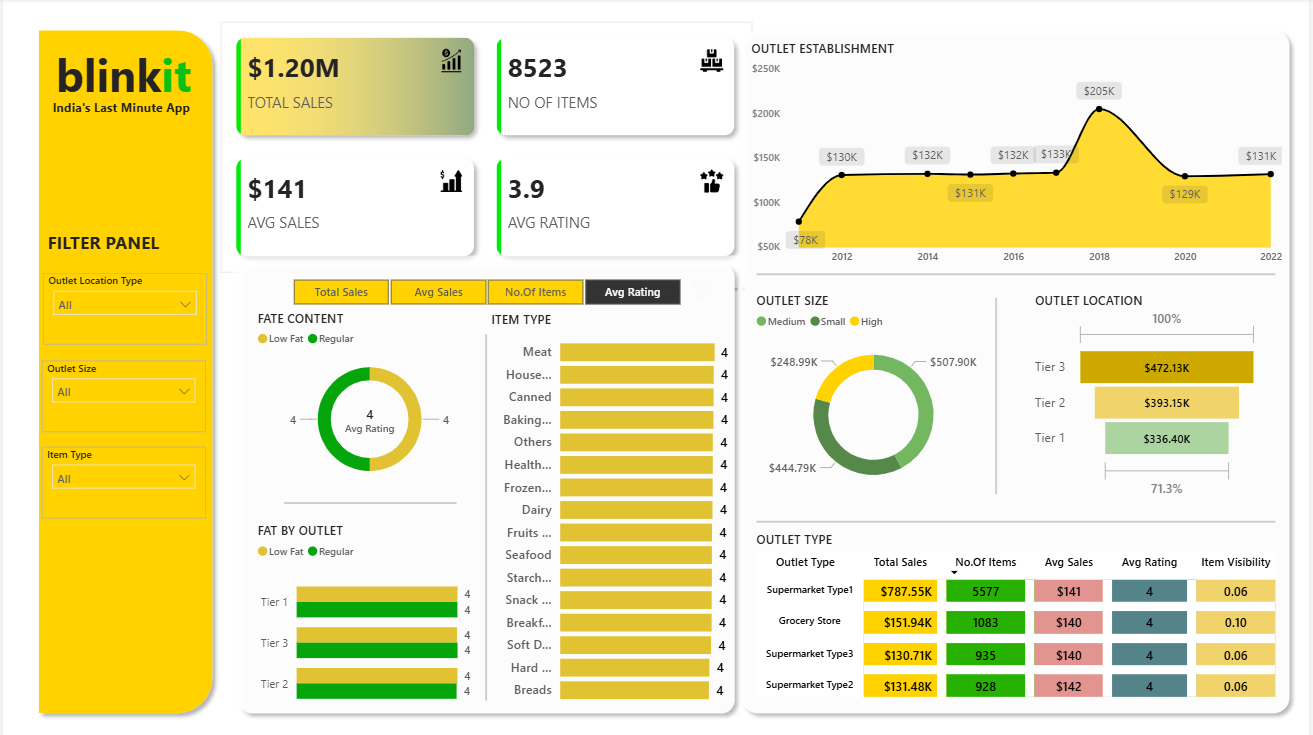 blinkit
India's Last Minute App
FILTER PANEL
Outlet Location Type
All
Outlet Size
All
Item Type
All
$1.20M
TOTAL SALES
8523
NO OF ITEMS
$141
AVG SALES
3.9
AVG RATING
Total Sales Avg Sales No.Of Items Avg Rating
FATE CONTENT
Low Fat Regular
4 4 4
Avg Rating
FAT BY OUTLET
Low Fat Regular
Tier 1 4
4
Tier 3 4
4
Tier 2 4
4
ITEM TYPE
Meat 4
House... 4
Canned 4
Baking... 4
Others 4
Health... 4
Frozen... 4
Dairy 4
Fruits ... 4
Seafood 4
Starch... 4
Snack ... 4
Breakf... 4
Soft D... 4
Hard ... 4
Breads 4
OUTLET ESTABLISHMENT
$250K
$200K
$150K
$100K
$50K
$78K $130K $132K $131K $132K $133K $205K $129K $131K
2012 2014 2016 2018 2020 2022
OUTLET SIZE
Medium Small High
$248.99K $507.90K
$444.79K
OUTLET LOCATION
100%
Tier 3 $472.13K
Tier 2 $393.15K
Tier 1 $336.40K
71.3%
OUTLET TYPE
Outlet Type Total Sales No.Of Items Avg Sales Avg Rating Item Visibility
Supermarket Type1 $787.55K 5577 $141 4 0.06
Grocery Store $151.94K 1083 $140 4 0.10
Supermarket Type3 $130.71K 935 $140 4 0.06
Supermarket Type2 $131.48K 928 $142 4 0.06